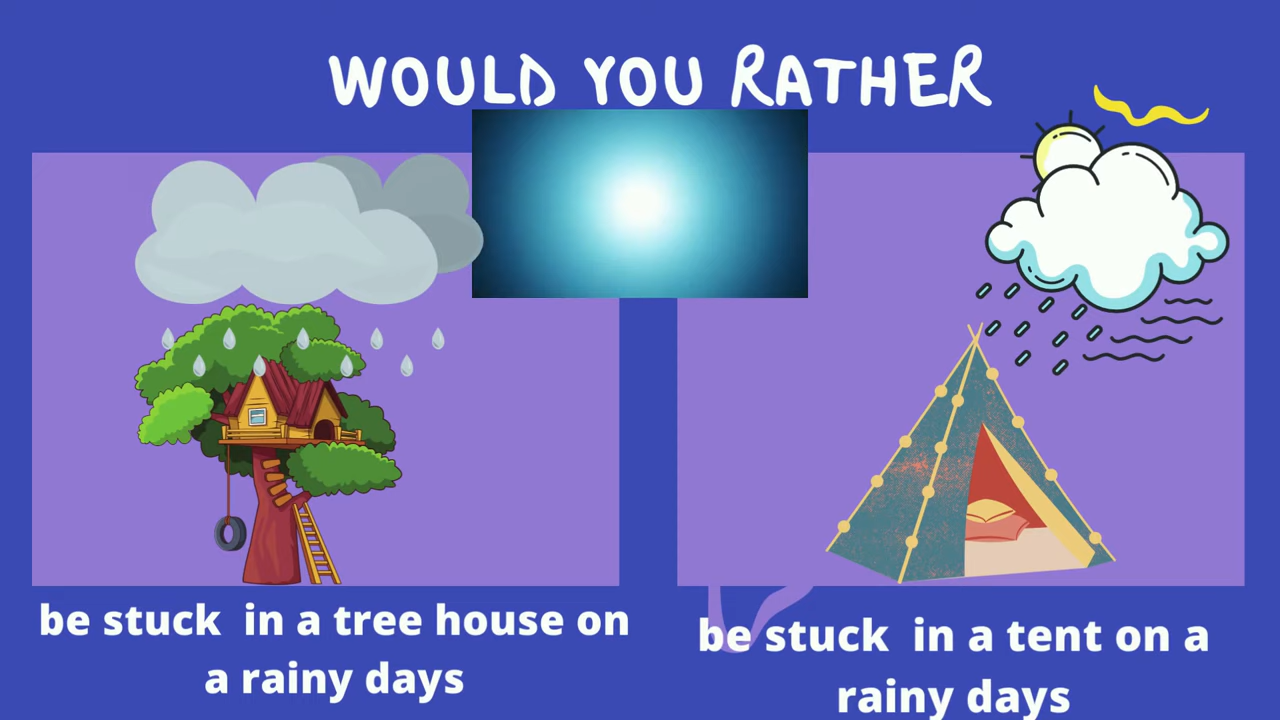 WOULD YOU RATHER
be stuck in a tree house on
a rainy days
be stuck in a tent on a
rainy days